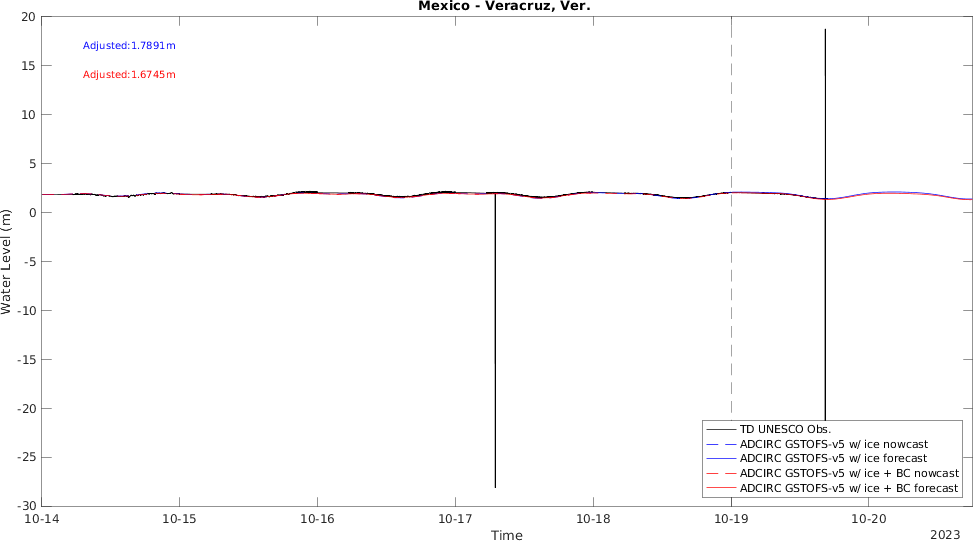 Mexico - Veracruz, Ver.
Adjusted:1.7891m
Adjusted:1.6745m
20
15
10
5
0
-5
-10
-15
-20
-25
-30
Water Level (m)
TD UNESCO Obs.
ADCIRC GSTOFS-v5 w/ ice nowcast
ADCIRC GSTOFS-v5 w/ ice forecast
ADCIRC GSTOFS-v5 w/ ice + BC nowcast
ADCIRC GSTOFS-v5 w/ ice + BC forecast
10-14 10-15 10-16 10-17 10-18 10-19 10-20
Time
2023